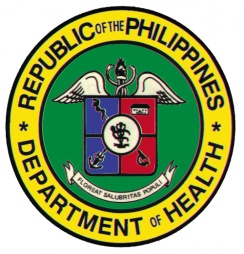 REPUBLIC OF THE PHILIPPINES
FLOREAT SALUBRITAS POPULI
* DEPARTMENT OF HEALTH *